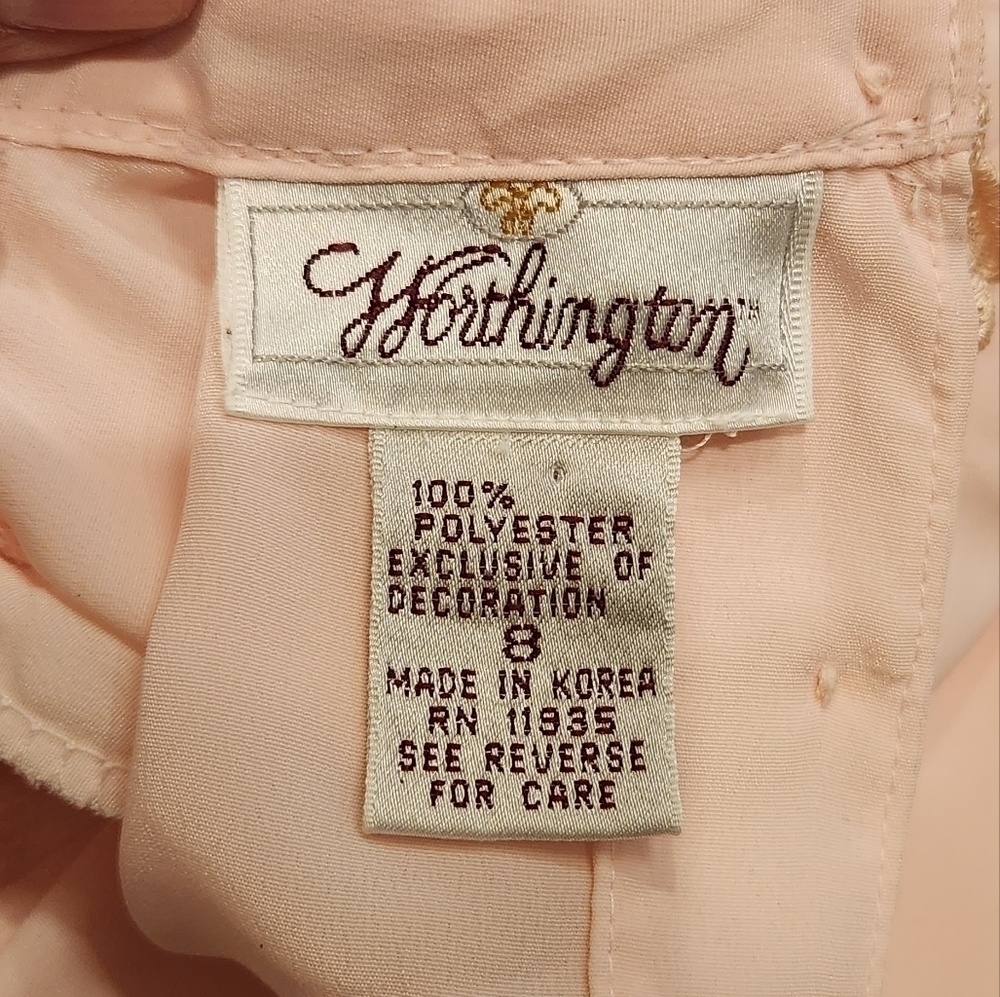 Worthington™
100%
POLYESTER
EXCLUSIVE OF
DECORATION
8
MADE IN KOREA
RN 11935
SEE REVERSE
FOR CARE